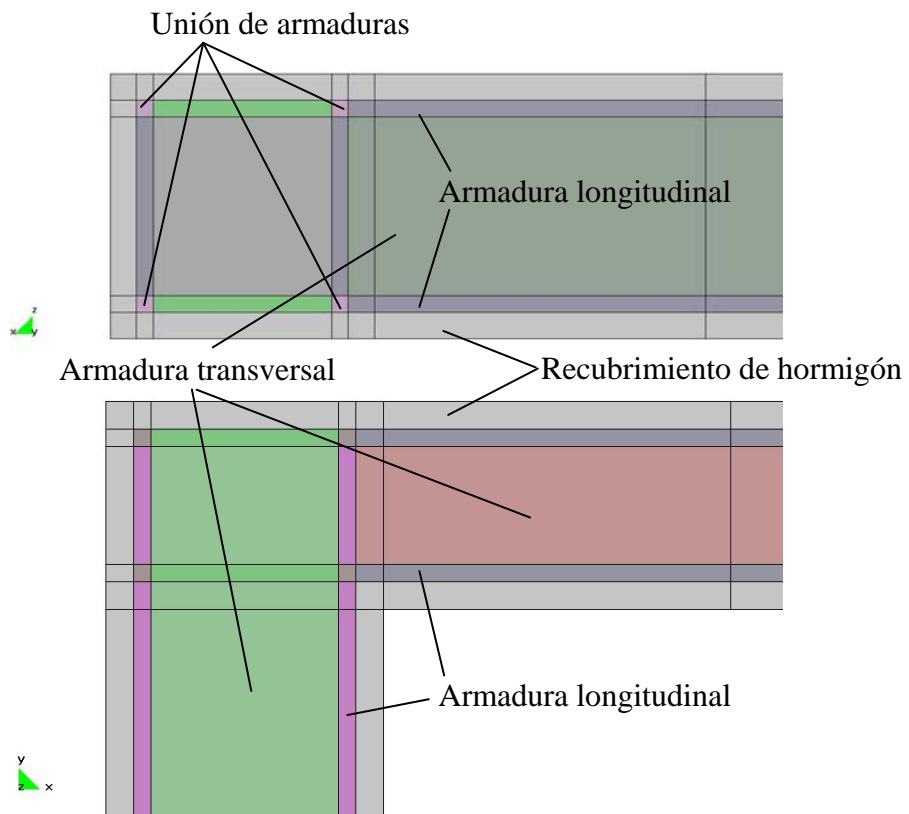 Unión de armaduras
Armadura longitudinal
z
x y
Armadura transversal
Recubrimiento de hormigón
Armadura longitudinal
y
z x